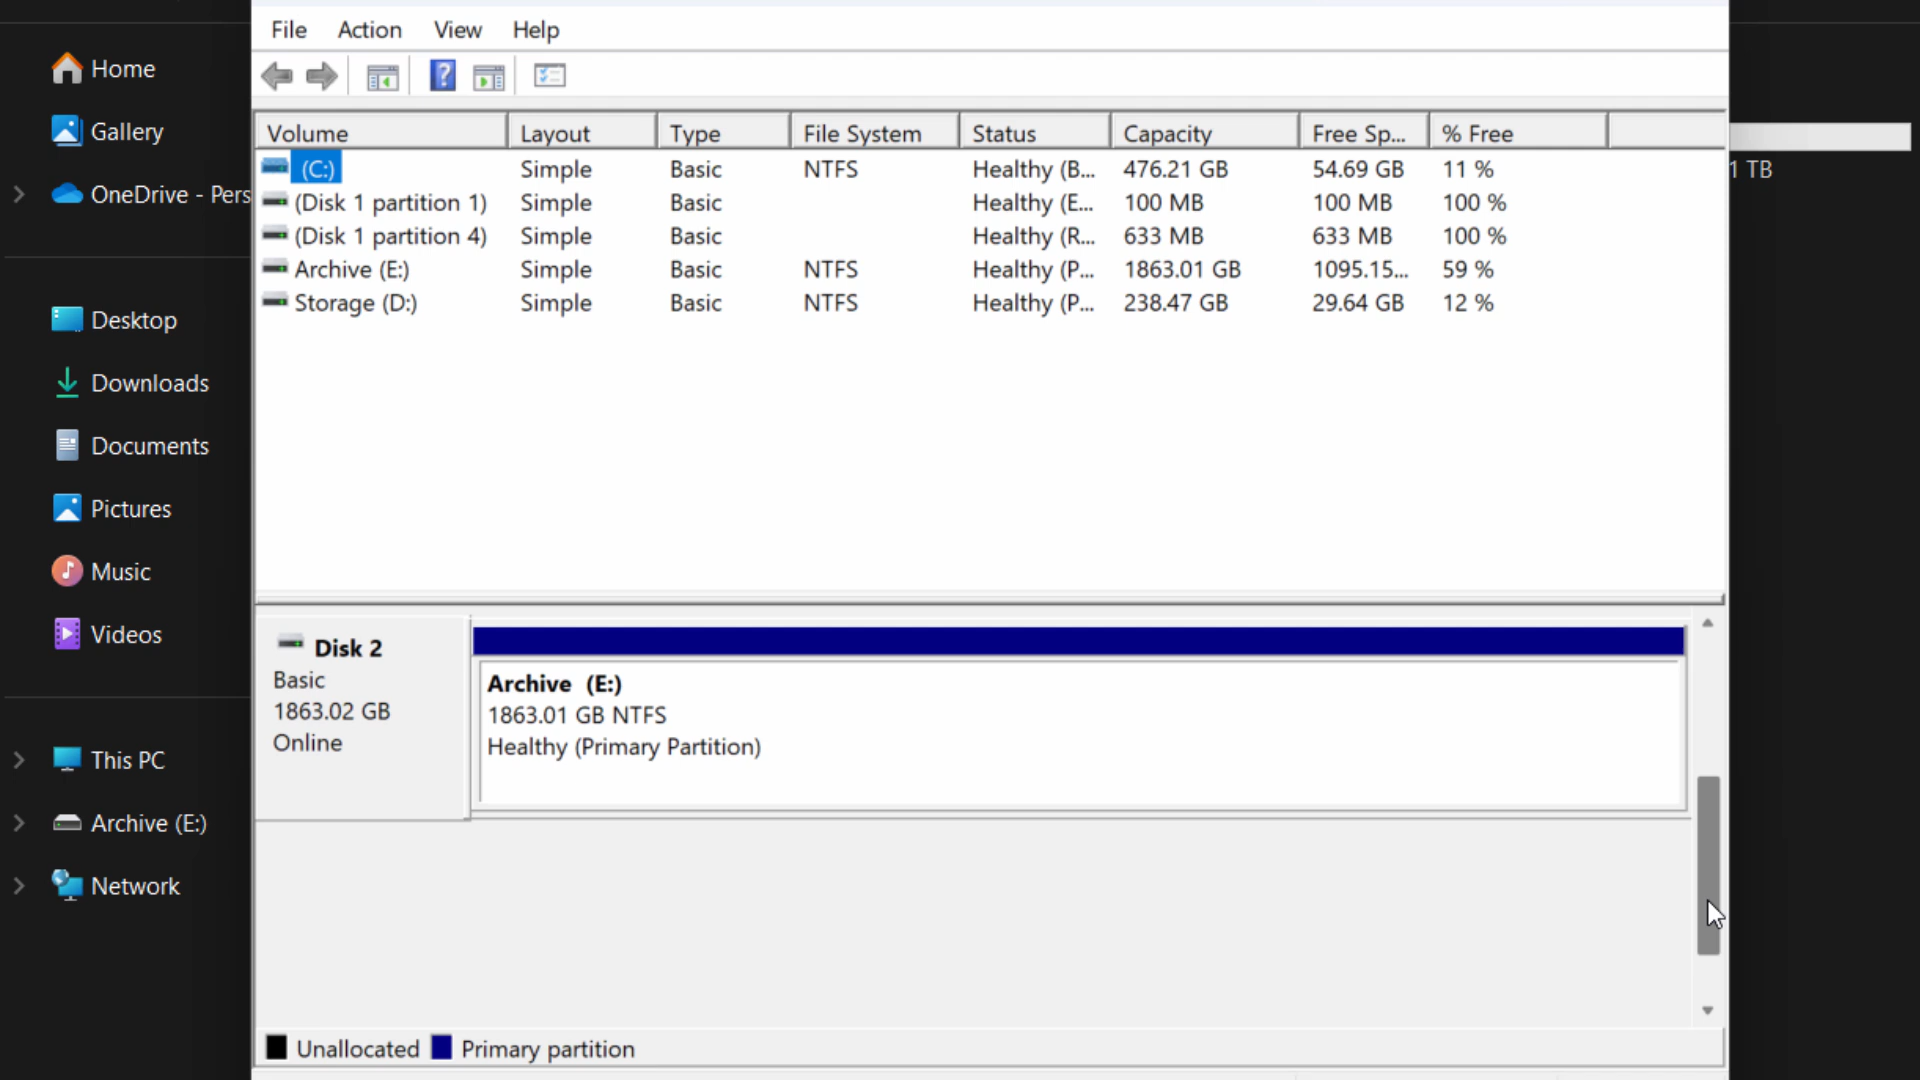 File Action View Help
Home
Gallery
OneDrive - Pers
Desktop
Downloads
Documents
Pictures
Music
Videos
This PC
Archive (E:)
Network
Volume Layout Type File System Status Capacity Free Sp... % Free
(C:) Simple Basic NTFS Healthy (B... 476.21 GB 54.69 GB 11 %
(Disk 1 partition 1) Simple Basic Healthy (E... 100 MB 100 MB 100 %
(Disk 1 partition 4) Simple Basic Healthy (R... 633 MB 633 MB 100 %
Archive (E:) Simple Basic NTFS Healthy (P... 1863.01 GB 1095.15... 59 %
Storage (D:) Simple Basic NTFS Healthy (P... 238.47 GB 29.64 GB 12 %
1 TB
Disk 2
Basic
1863.02 GB
Online
Archive (E:)
1863.01 GB NTFS
Healthy (Primary Partition)
Unallocated Primary partition